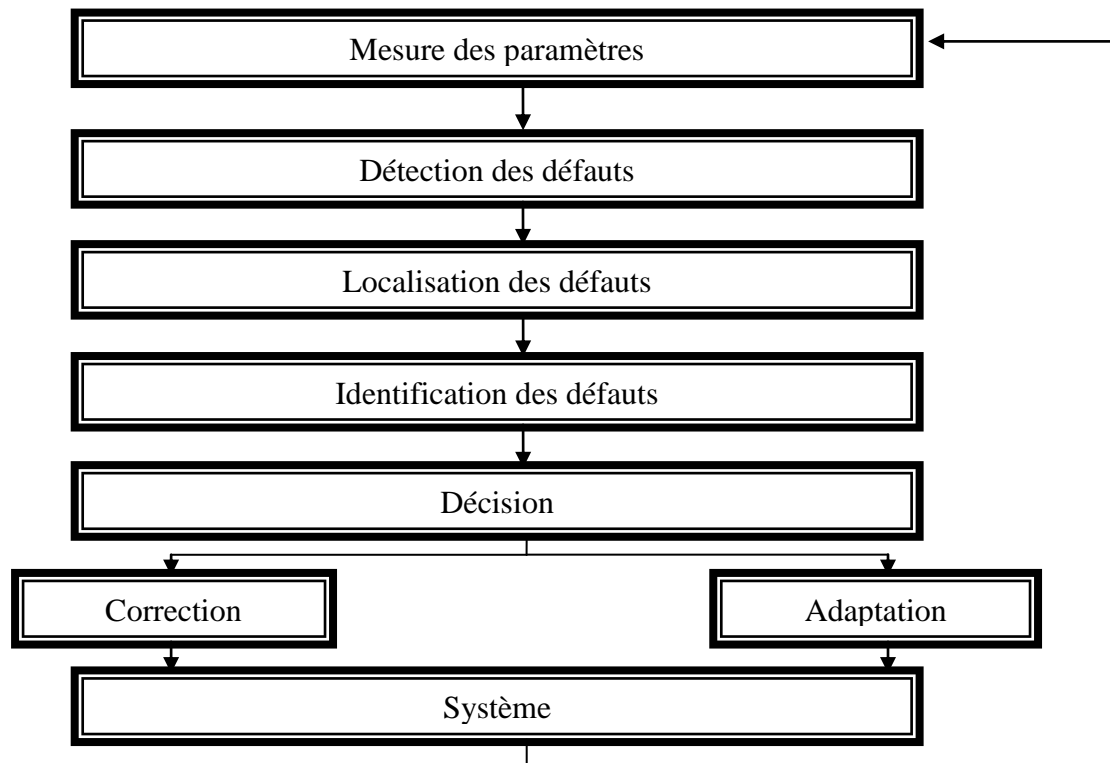 Mesure des paramètres
Détection des défauts
Localisation des défauts
Identification des défauts
Décision
Correction
Adaptation
Système